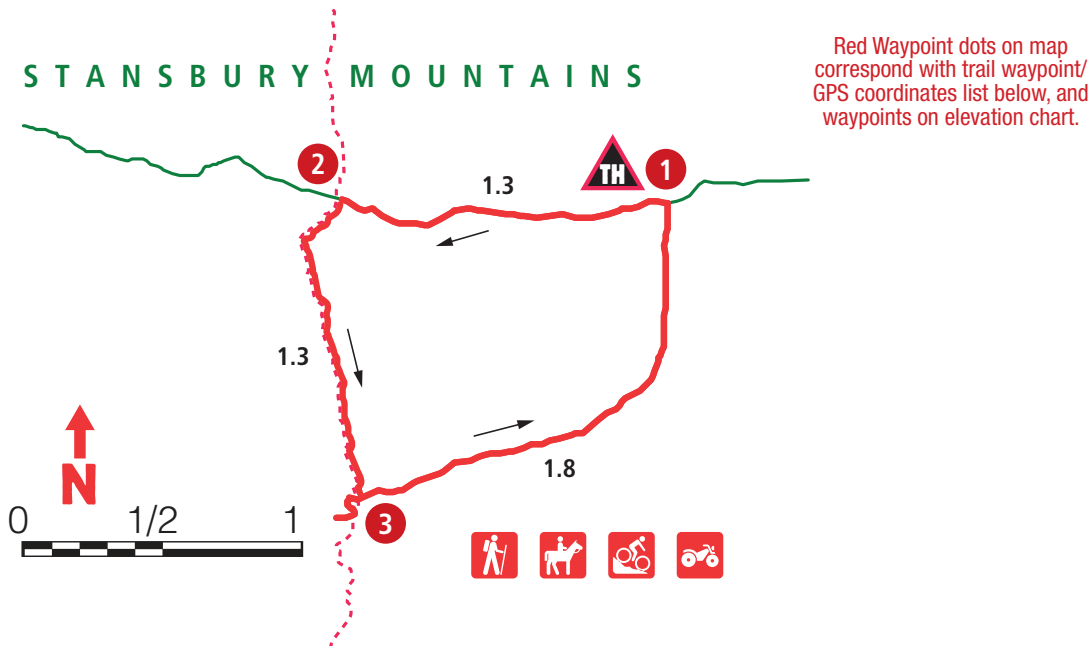 STANSBURY MOUNTAINS
Red Waypoint dots on map
correspond with trail waypoint/
GPS coordinates list below, and
waypoints on elevation chart.
2
TH
1
1.3
1.3
1.8
N
0 1/2 1
3